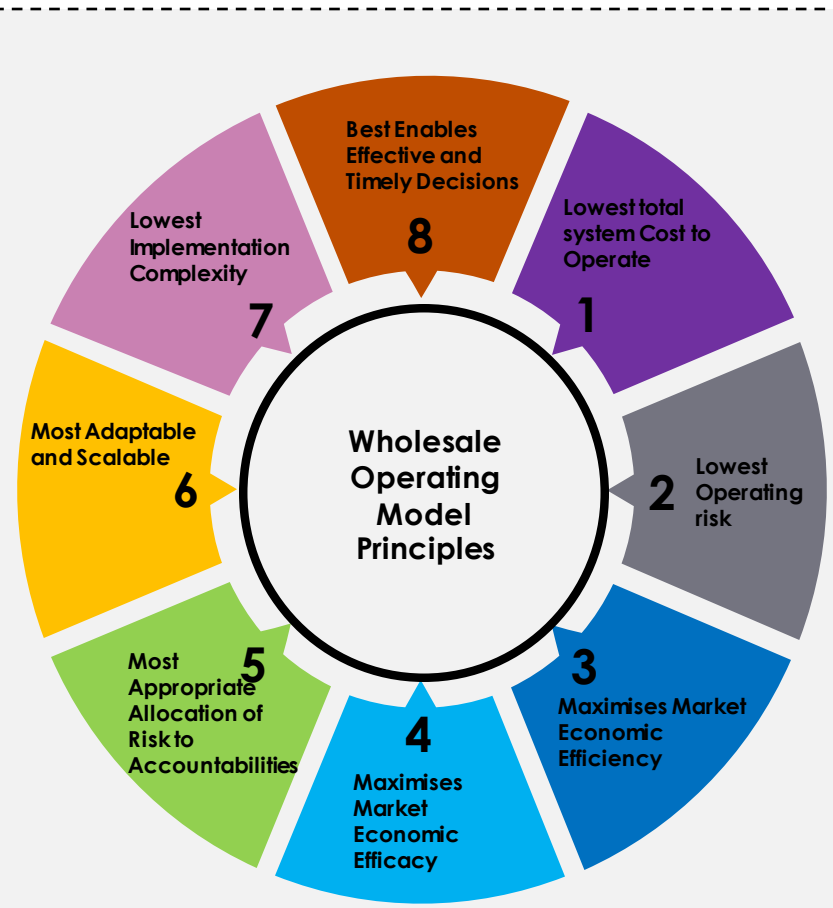 Wholesale
Operating
Model
Principles
Lowest total
system Cost to
Operate
1
2
Lowest
Operating
risk
3
Maximises Market
Economic
Efficiency
4
Maximises
Market
Economic
Efficacy
5
Most
Appropriate
Allocation of
Risk to
Accountabilities
Most Adaptable
and Scalable
6
Lowest
Implementation
Complexity
7
Best Enables
Effective and
Timely Decisions
8